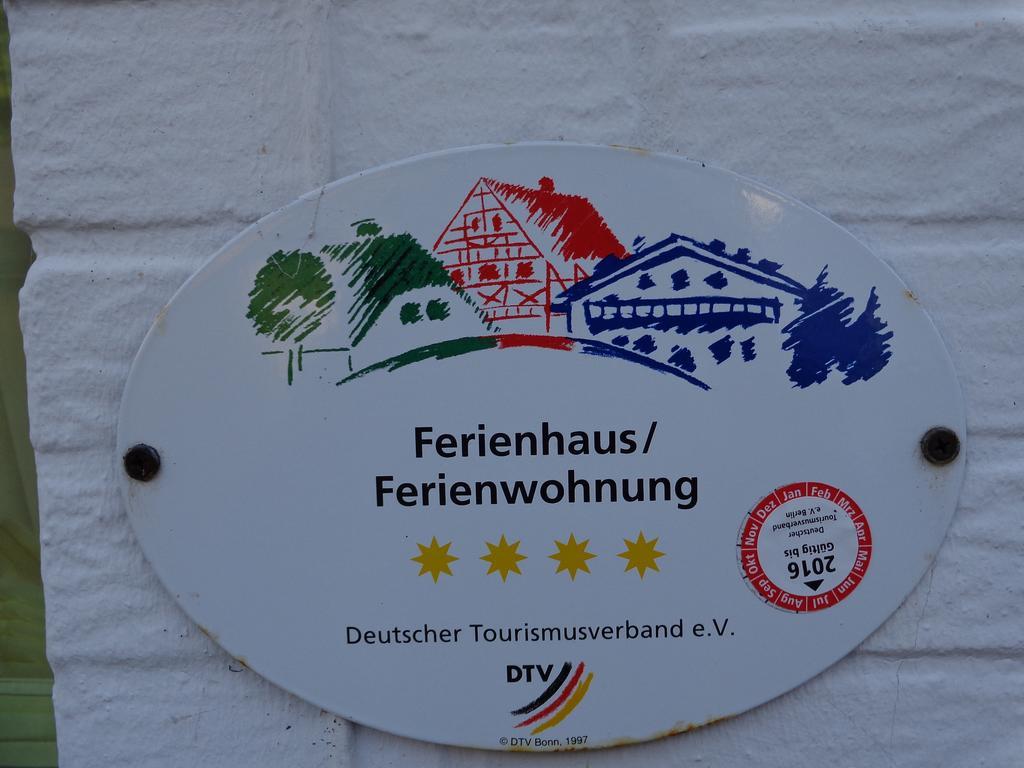 Ferienhaus/
Ferienwohnung
Deutscher Tourismusverband e.V.
DTV
© DTV Bonn, 1997
Jan Feb Mrz Apr Mai Jun Jul Aug Sep Okt Nov Dez
2016
Gültig bis
Deutscher
Tourismusverband
e.V. Berlin